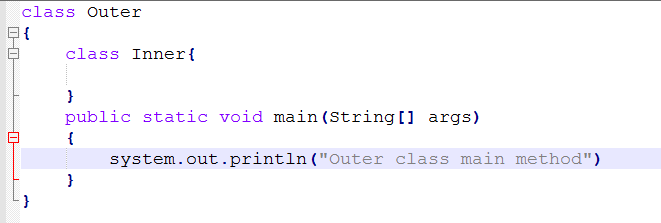 class Outer
{
class Inner{
}
public static void main(String[] args)
{
system.out.println("Outer class main method")
}
}